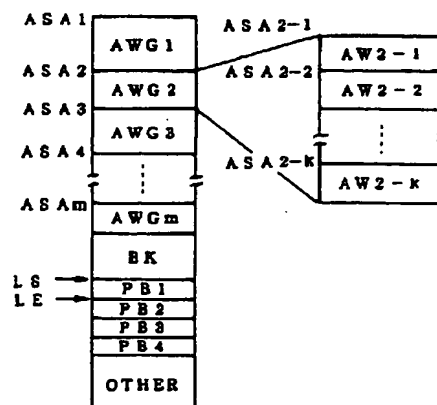 ASA1
AWG1
ASA2
AWG2
ASA3
AWG3
ASA4
ASAm
AWGm
BK
LS
PB1
LE
PB2
PB3
PB4
OTHER
ASA2-1
AW2-1
ASA2-2
AW2-2
ASA2-k
AW2-k